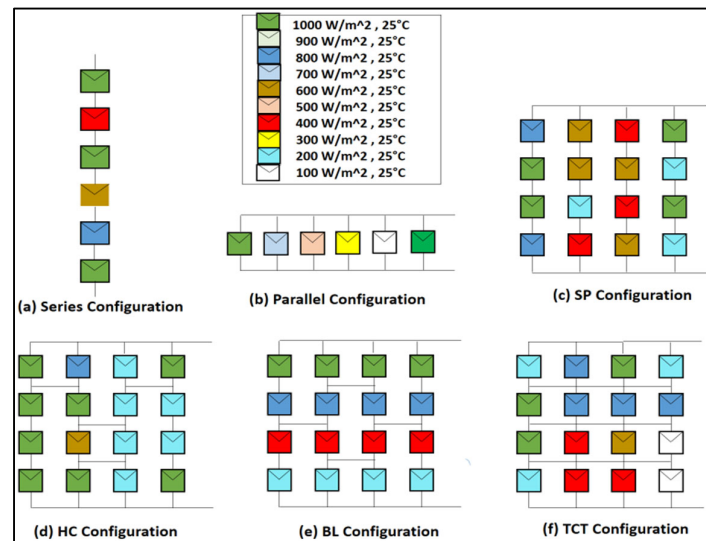 1000 W/m^2 , 25°C
900 W/m^2 , 25°C
800 W/m^2 , 25°C
700 W/m^2 , 25°C
600 W/m^2 , 25°C
500 W/m^2 , 25°C
400 W/m^2 , 25°C
300 W/m^2 , 25°C
200 W/m^2 , 25°C
100 W/m^2 , 25°C
(a) Series Configuration
(b) Parallel Configuration
(c) SP Configuration
(d) HC Configuration
(e) BL Configuration
(f) TCT Configuration